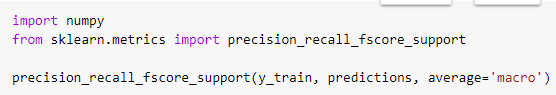 import numpy
from sklearn.metrics import precision_recall_fscore_support
precision_recall_fscore_support(y_train, predictions, average='macro')